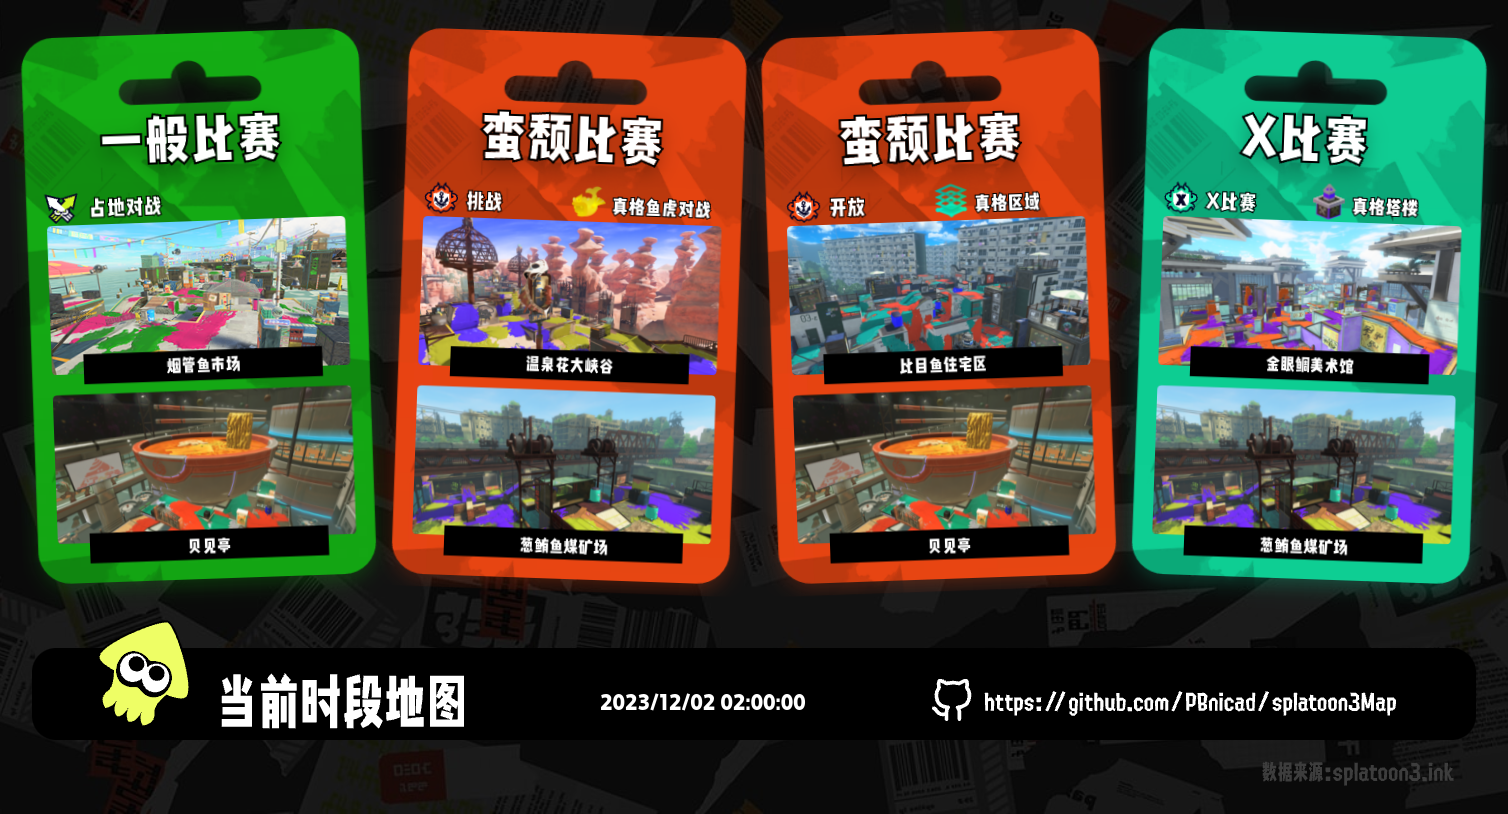 一般比赛
占地对战
烟管鱼市场
贝见亭
蛮颓比赛
挑战
真格鱼虎对战
温泉花大峡谷
葱鲔鱼煤矿场
蛮颓比赛
开放
真格区域
比目鱼住宅区
贝见亭
X比赛
X比赛
真格塔楼
金眼鲷美术馆
葱鲔鱼煤矿场
当前时段地图
2023/12/02 02:00:00
https://github.com/PBnicad/splatoon3Map
数据来源:splatoon3.ink